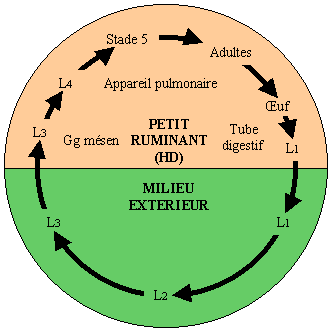 Stade 5
Adultes
L4
Appareil pulmonaire
Œuf
L3
Gg mésen
PETIT
RUMINANT
(HD)
Tube
digestif
L1
MILIEU
EXTERIEUR
L3
L1
L2